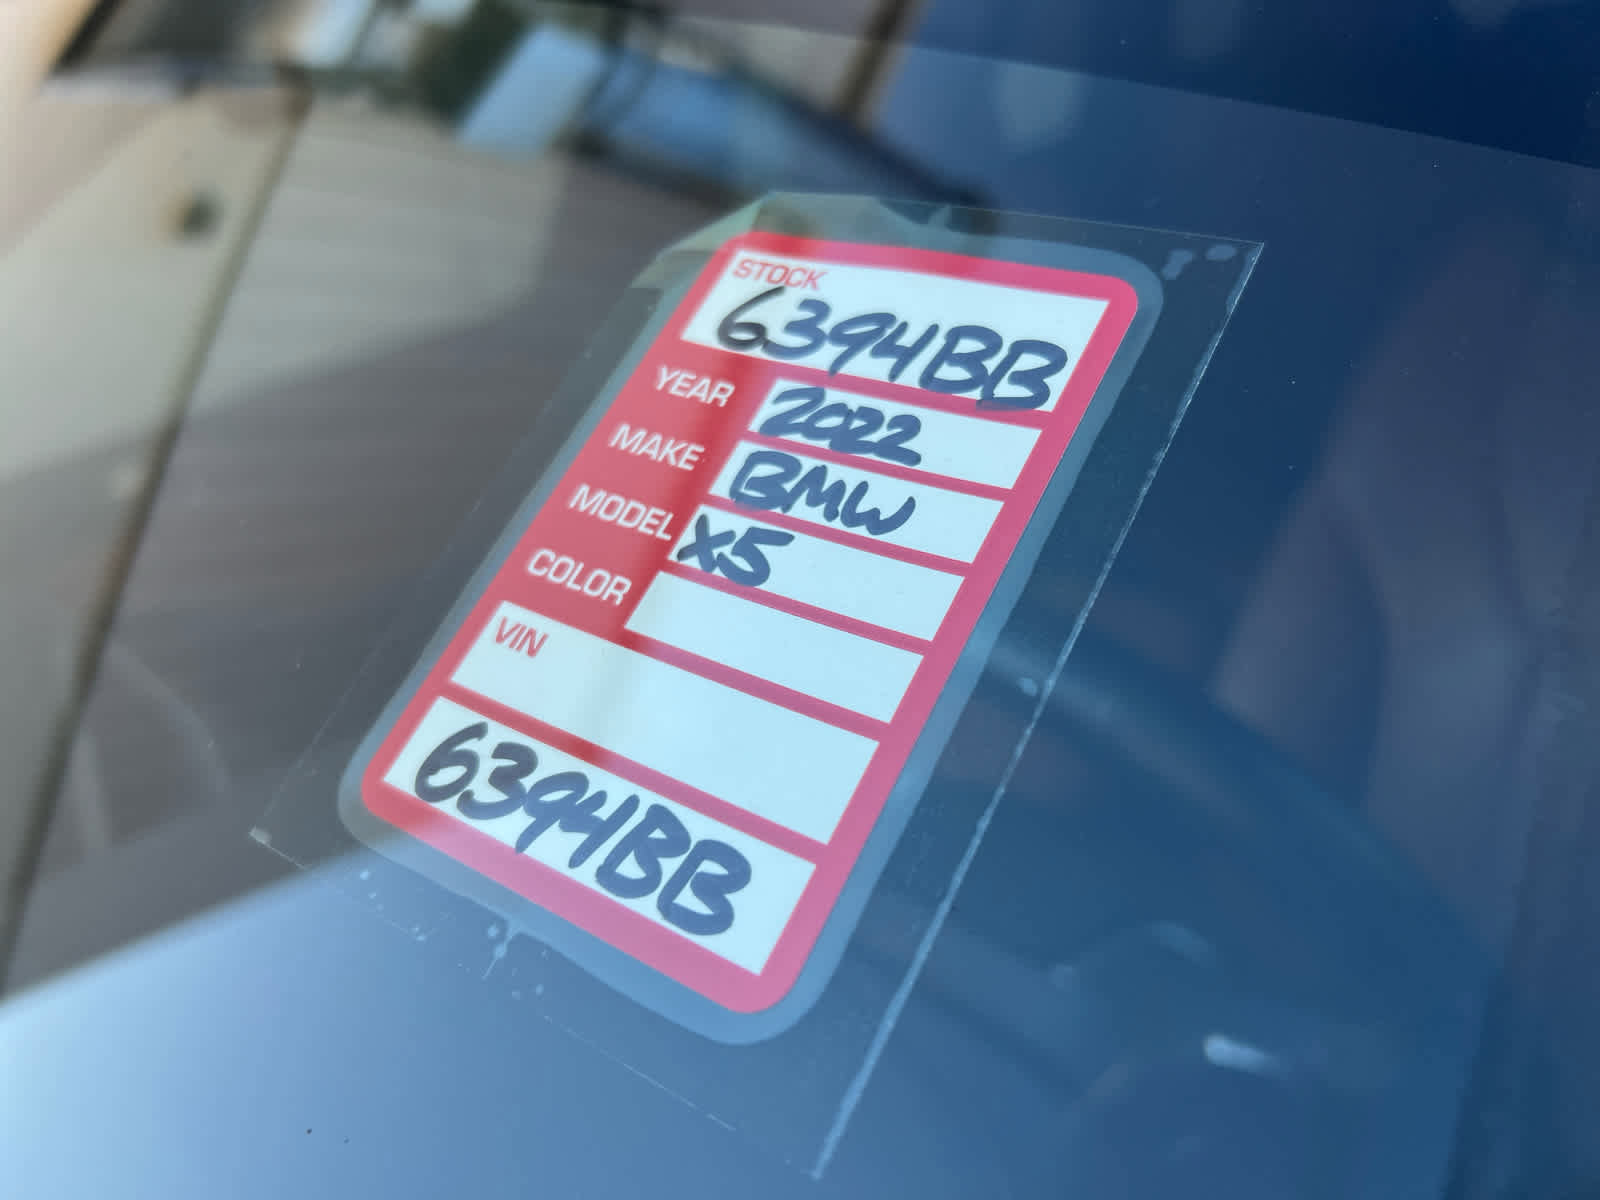 STOCK
6394BB
YEAR 2022
MAKE BMW
MODEL X5
COLOR
VIN
6394BB